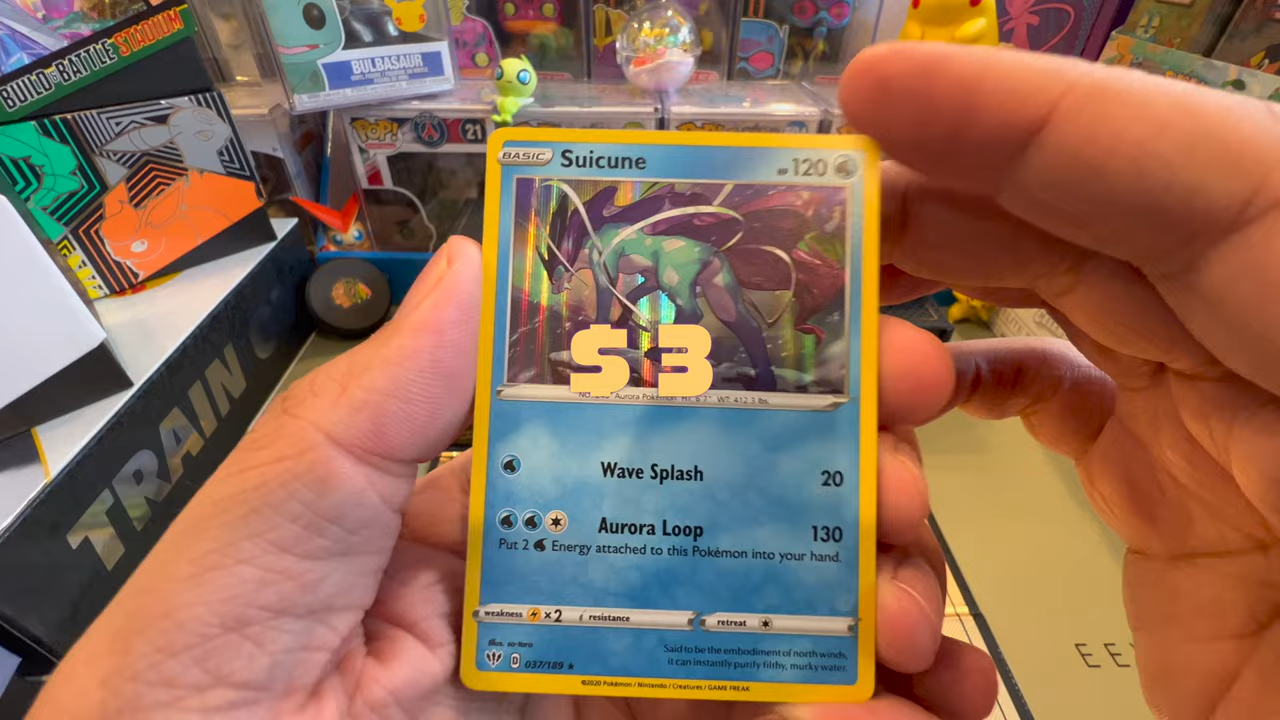 BUILD & BATTLE STADIUM
BULBASAUR
POP!
21
BASIC Suicune
HP 120
$3
Aurora Pokémon HT: 6'7" WT: 412.3 lbs.
Wave Splash 20
Aurora Loop 130
Put 2 Energy attached to this Pokémon into your hand.
weakness ×2 resistance retreat
Illus. so-taro
D 037/189 ★
Said to be the embodiment of north winds,
it can instantly purify filthy, murky water.
©2020 Pokémon / Nintendo / Creatures / GAME FREAK
TRAIN